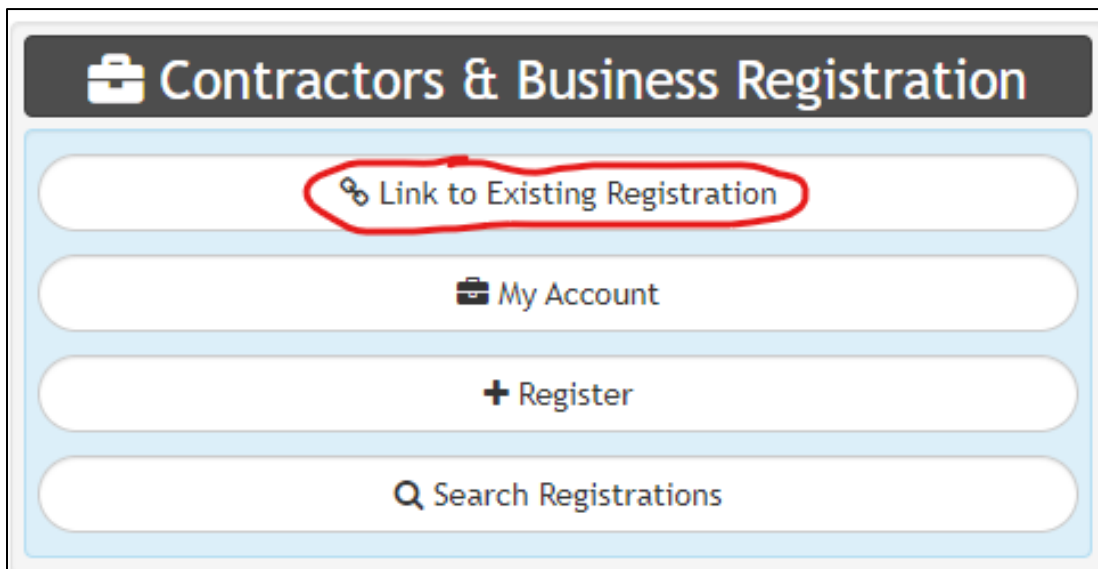 Contractors & Business Registration
Link to Existing Registration
My Account
Register
Search Registrations